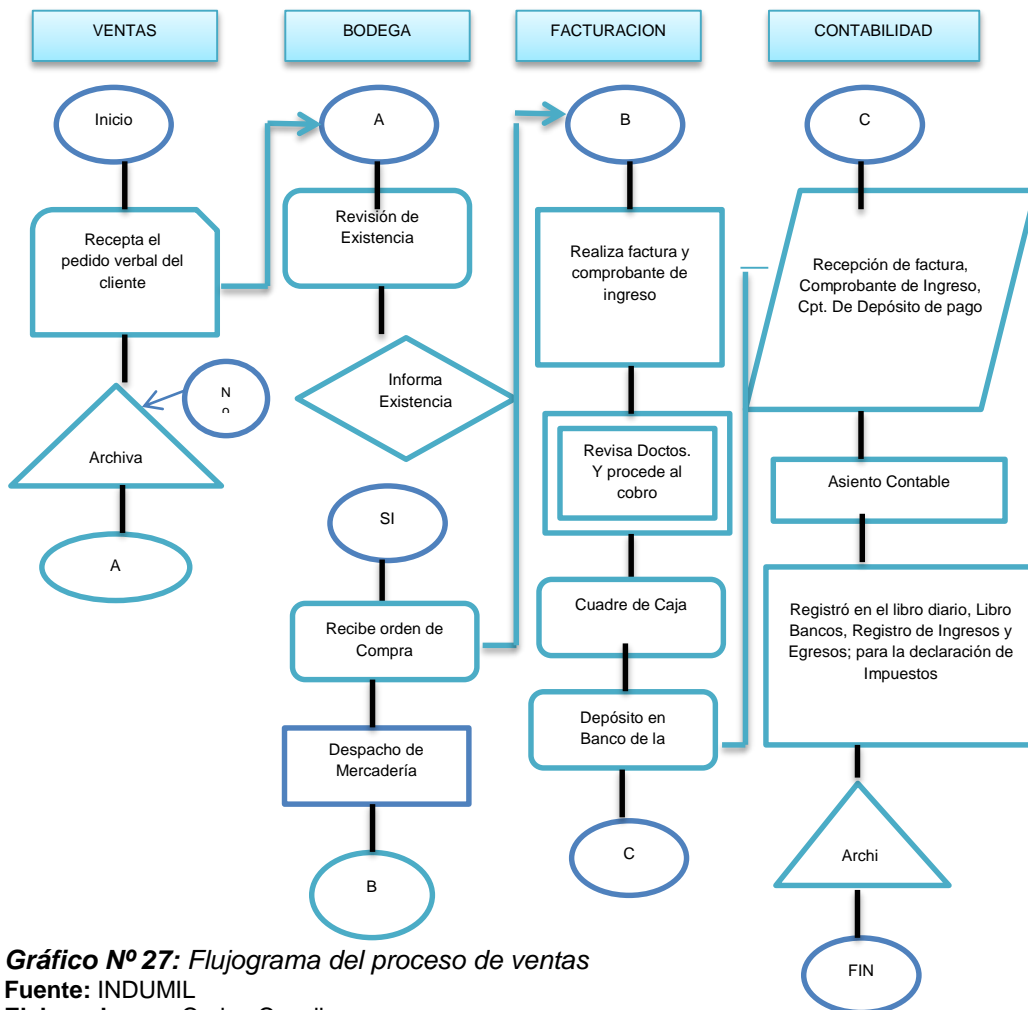 VENTAS
BODEGA
FACTURACION
CONTABILIDAD
Inicio
Recepta el
pedido verbal del
cliente
N
Archiva
A
A
Revisión de
Existencia
Informa
Existencia
SI
Recibe orden de
Compra
Despacho de
Mercadería
B
B
Realiza factura y
comprobante de
ingreso
Revisa Doctos.
Y procede al
cobro
Cuadre de Caja
Depósito en
Banco de la
C
C
Recepción de factura,
Comprobante de Ingreso,
Cpt. De Depósito de pago
Asiento Contable
Registró en el libro diario, Libro
Bancos, Registro de Ingresos y
Egresos; para la declaración de
Impuestos
Archi
FIN
Gráfico Nº 27: Flujograma del proceso de ventas
Fuente: INDUMIL